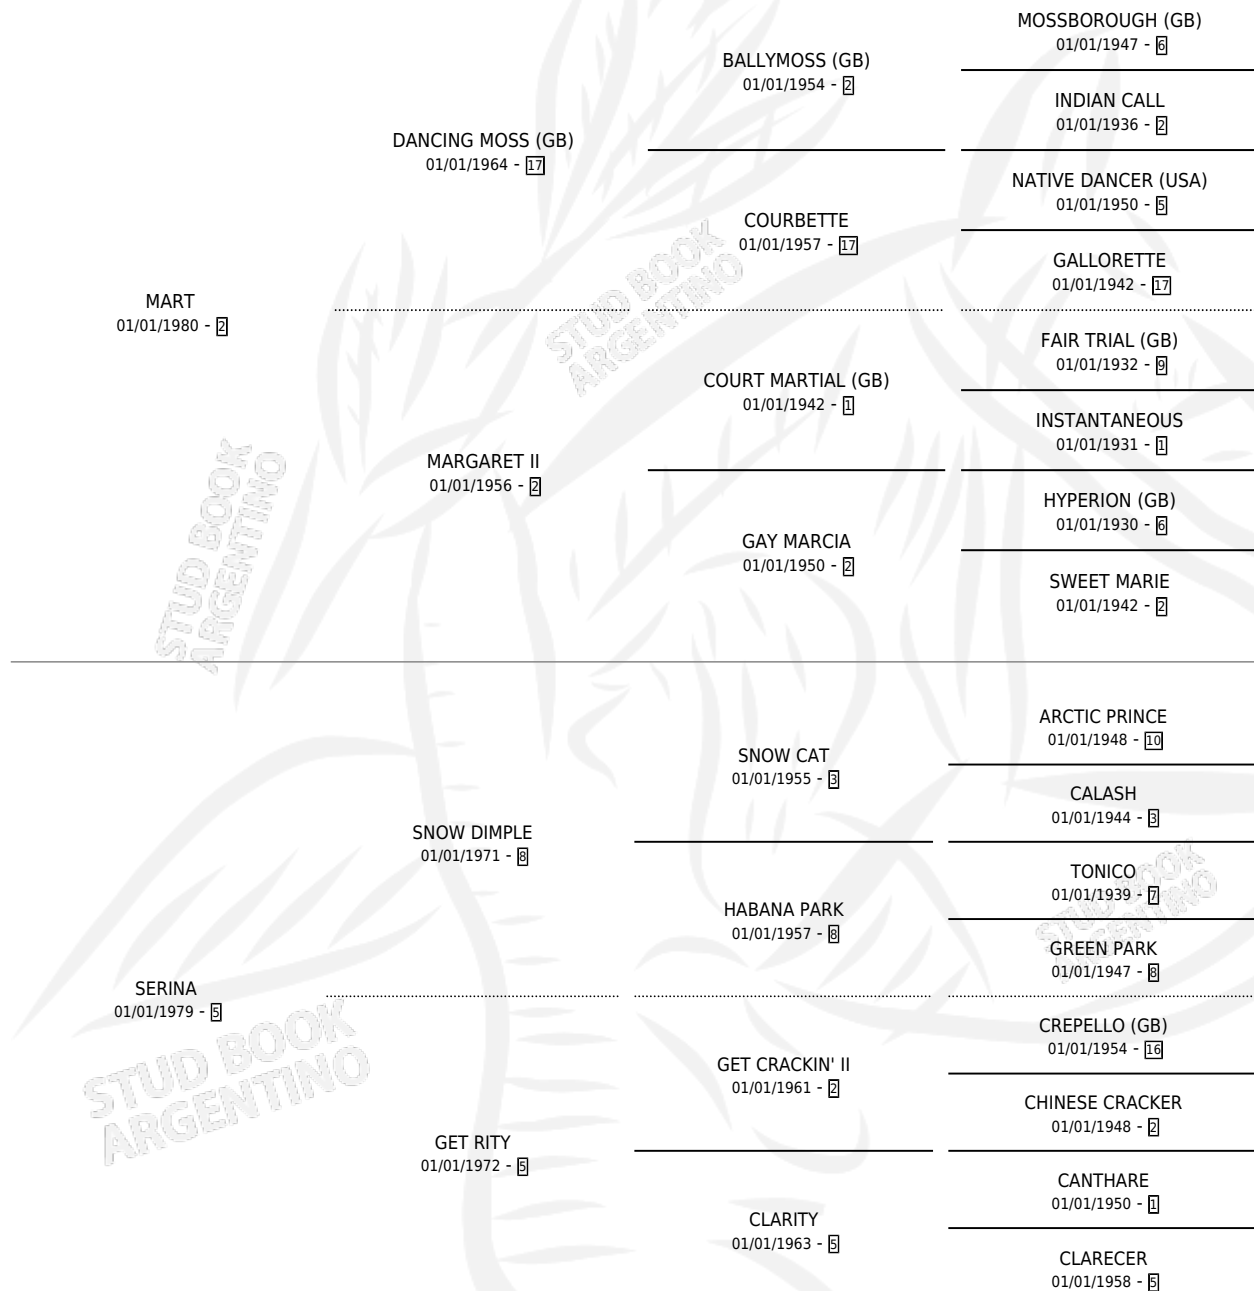 MOSSBOROUGH (GB)
01/01/1947 - 6
BALLYMOSS (GB)
01/01/1954 - 2
INDIAN CALL
01/01/1936 - 2
DANCING MOSS (GB)
01/01/1964 - 17
NATIVE DANCER (USA)
01/01/1950 - 5
COURBETTE
01/01/1957 - 17
GALLORETTE
01/01/1942 - 17
MART
01/01/1980 - 2
FAIR TRIAL (GB)
01/01/1932 - 9
COURT MARTIAL (GB)
01/01/1942 - 1
INSTANTANEOUS
01/01/1931 - 1
MARGARET II
01/01/1956 - 2
HYPERION (GB)
01/01/1930 - 6
GAY MARCIA
01/01/1950 - 2
SWEET MARIE
01/01/1942 - 2
ARCTIC PRINCE
01/01/1948 - 10
SNOW CAT
01/01/1955 - 3
CALASH
01/01/1944 - 3
SNOW DIMPLE
01/01/1971 - 8
TONICO
01/01/1939 - 7
HABANA PARK
01/01/1957 - 8
GREEN PARK
01/01/1947 - 8
SERINA
01/01/1979 - 5
CREPELLO (GB)
01/01/1954 - 16
GET CRACKIN' II
01/01/1961 - 2
CHINESE CRACKER
01/01/1948 - 2
GET RITY
01/01/1972 - 5
CANTHARE
01/01/1950 - 1
CLARITY
01/01/1963 - 5
CLARECER
01/01/1958 - 5
STUD BOOK
ARGENTINO
STUD BOOK
ARGENTINO
STUD BOOK
ARGENTINO
STUD BOOK
ARGENTINO